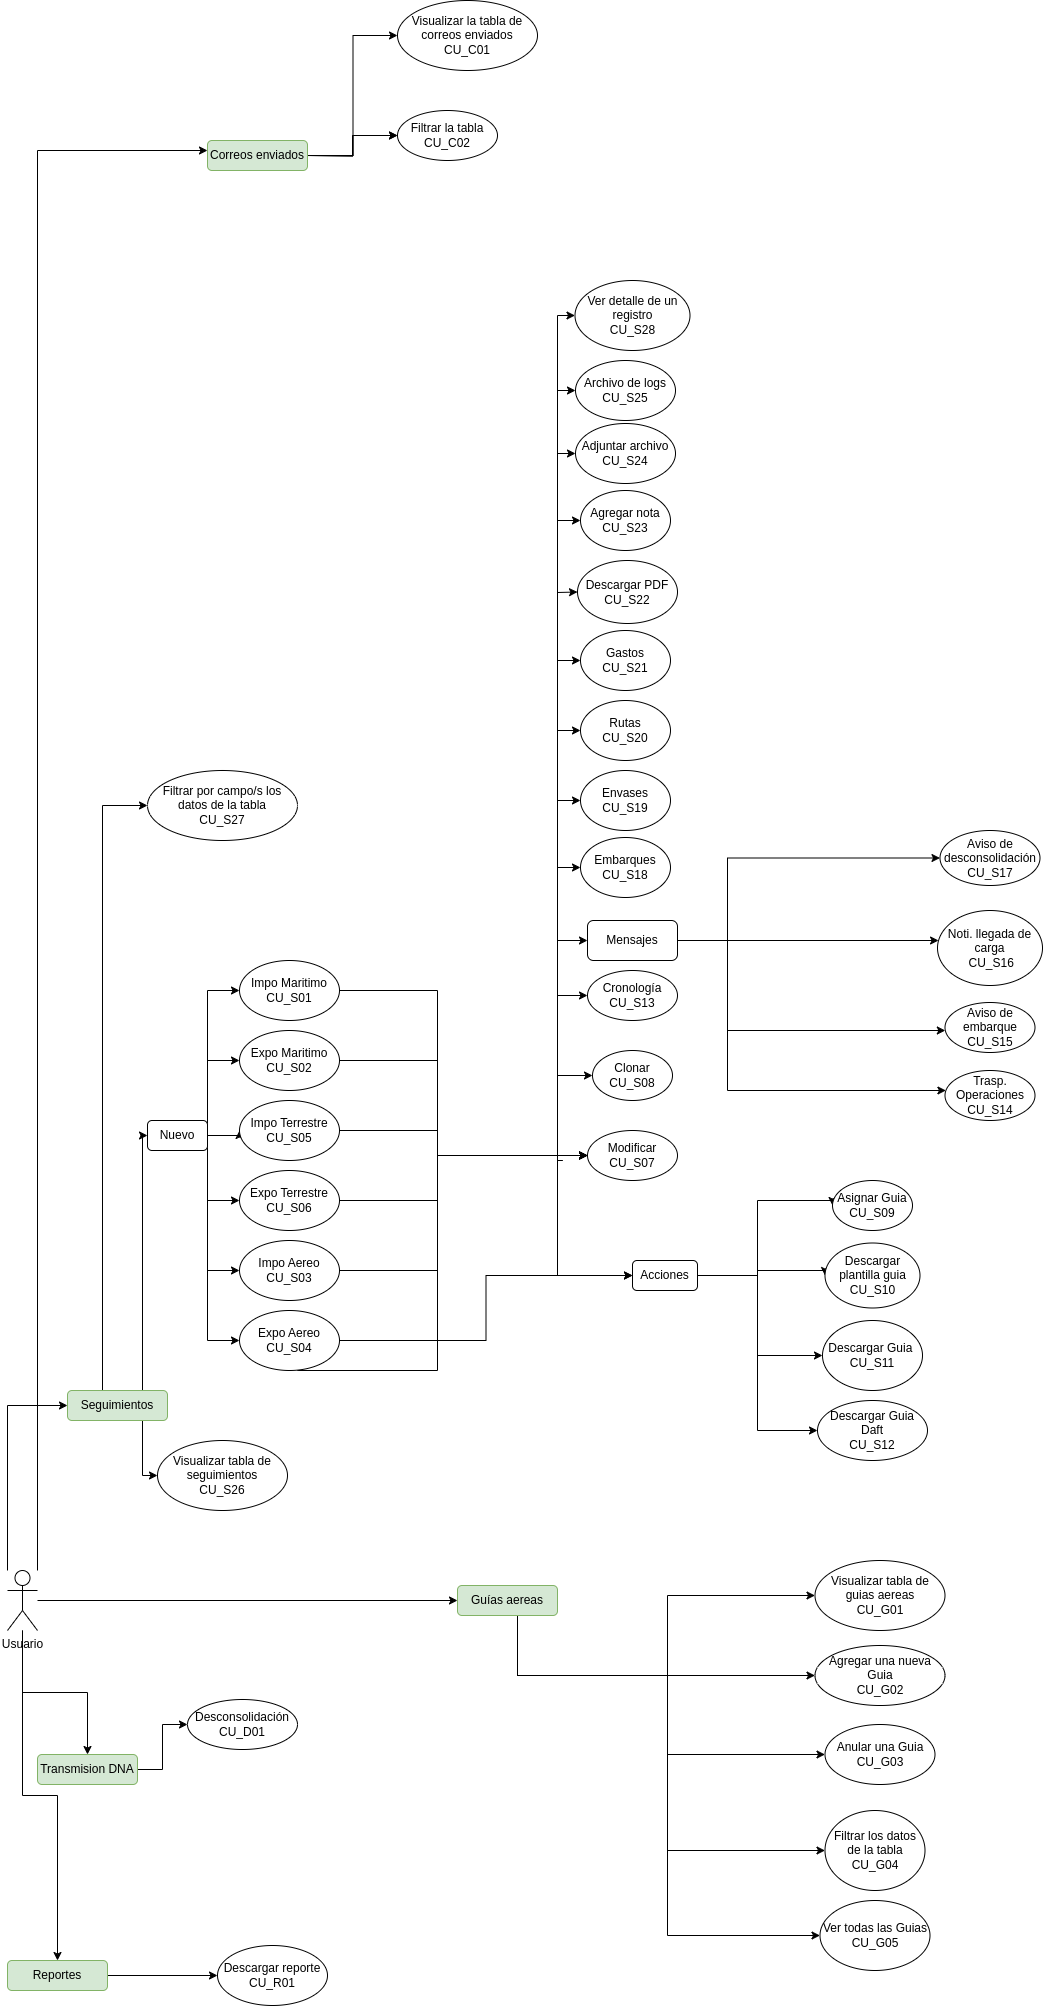 Visualizar la tabla de
correos enviados
CU_C01
Filtrar la tabla
CU_C02
Correos enviados
Ver detalle de un
registro
CU_S28
Archivo de logs
CU_S25
Adjuntar archivo
CU_S24
Agregar nota
CU_S23
Descargar PDF
CU_S22
Gastos
CU_S21
Rutas
CU_S20
Envases
CU_S19
Embarques
CU_S18
Filtrar por campo/s los
datos de la tabla
CU_S27
Mensajes
Aviso de
desconsolidación
CU_S17
Noti. llegada de
carga
CU_S16
Aviso de
embarque
CU_S15
Trasp.
Operaciones
CU_S14
Cronología
CU_S13
Clonar
CU_S08
Modificar
CU_S07
Impo Maritimo
CU_S01
Expo Maritimo
CU_S02
Impo Terrestre
CU_S05
Nuevo
Expo Terrestre
CU_S06
Impo Aereo
CU_S03
Expo Aereo
CU_S04
Acciones
Asignar Guia
CU_S09
Descargar
plantilla guia
CU_S10
Descargar Guia
CU_S11
Descargar Guia
Daft
CU_S12
Seguimientos
Visualizar tabla de
seguimientos
CU_S26
Usuario
Guías aereas
Visualizar tabla de
guias aereas
CU_G01
Agregar una nueva
Guia
CU_G02
Anular una Guia
CU_G03
Filtrar los datos
de la tabla
CU_G04
Ver todas las Guias
CU_G05
Desconsolidación
CU_D01
Transmision DNA
Reportes
Descargar reporte
CU_R01